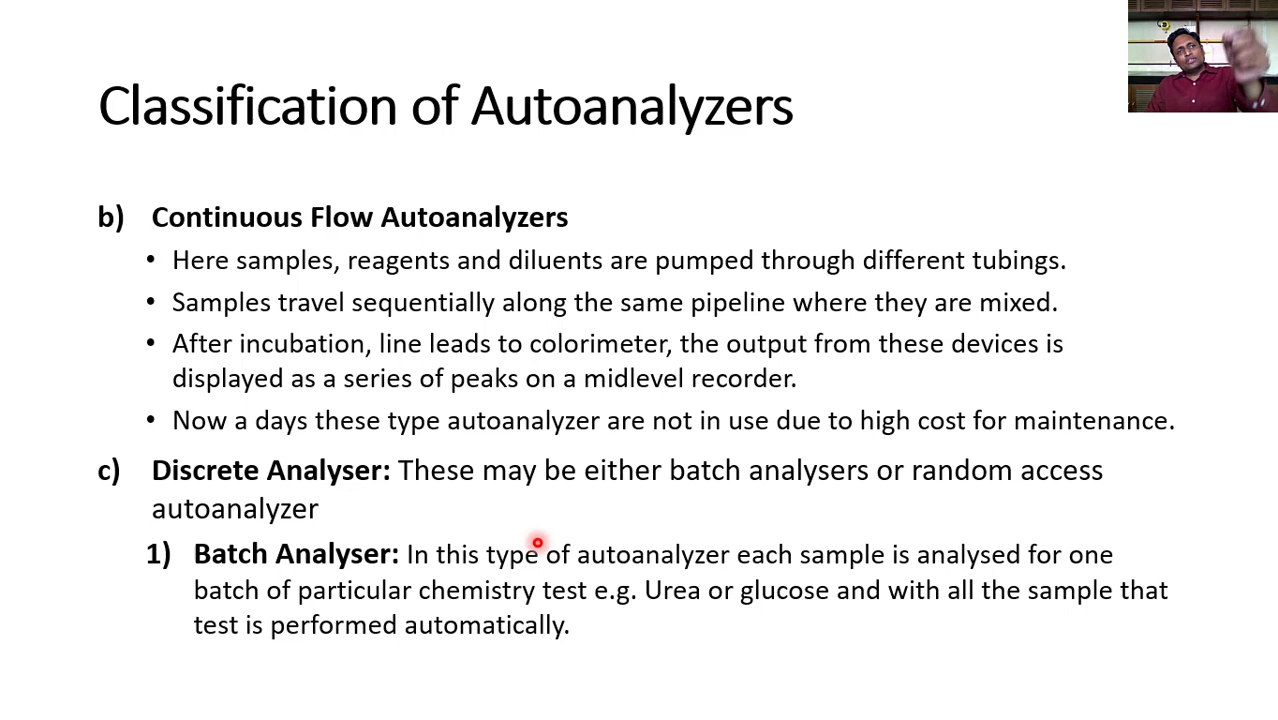 Classification of Autoanalyzers
b) Continuous Flow Autoanalyzers
• Here samples, reagents and diluents are pumped through different tubings.
• Samples travel sequentially along the same pipeline where they are mixed.
• After incubation, line leads to colorimeter, the output from these devices is
displayed as a series of peaks on a midlevel recorder.
• Now a days these type autoanalyzer are not in use due to high cost for maintenance.
c) Discrete Analyser: These may be either batch analysers or random access
autoanalyzer
1) Batch Analyser: In this type of autoanalyzer each sample is analysed for one
batch of particular chemistry test e.g. Urea or glucose and with all the sample that
test is performed automatically.